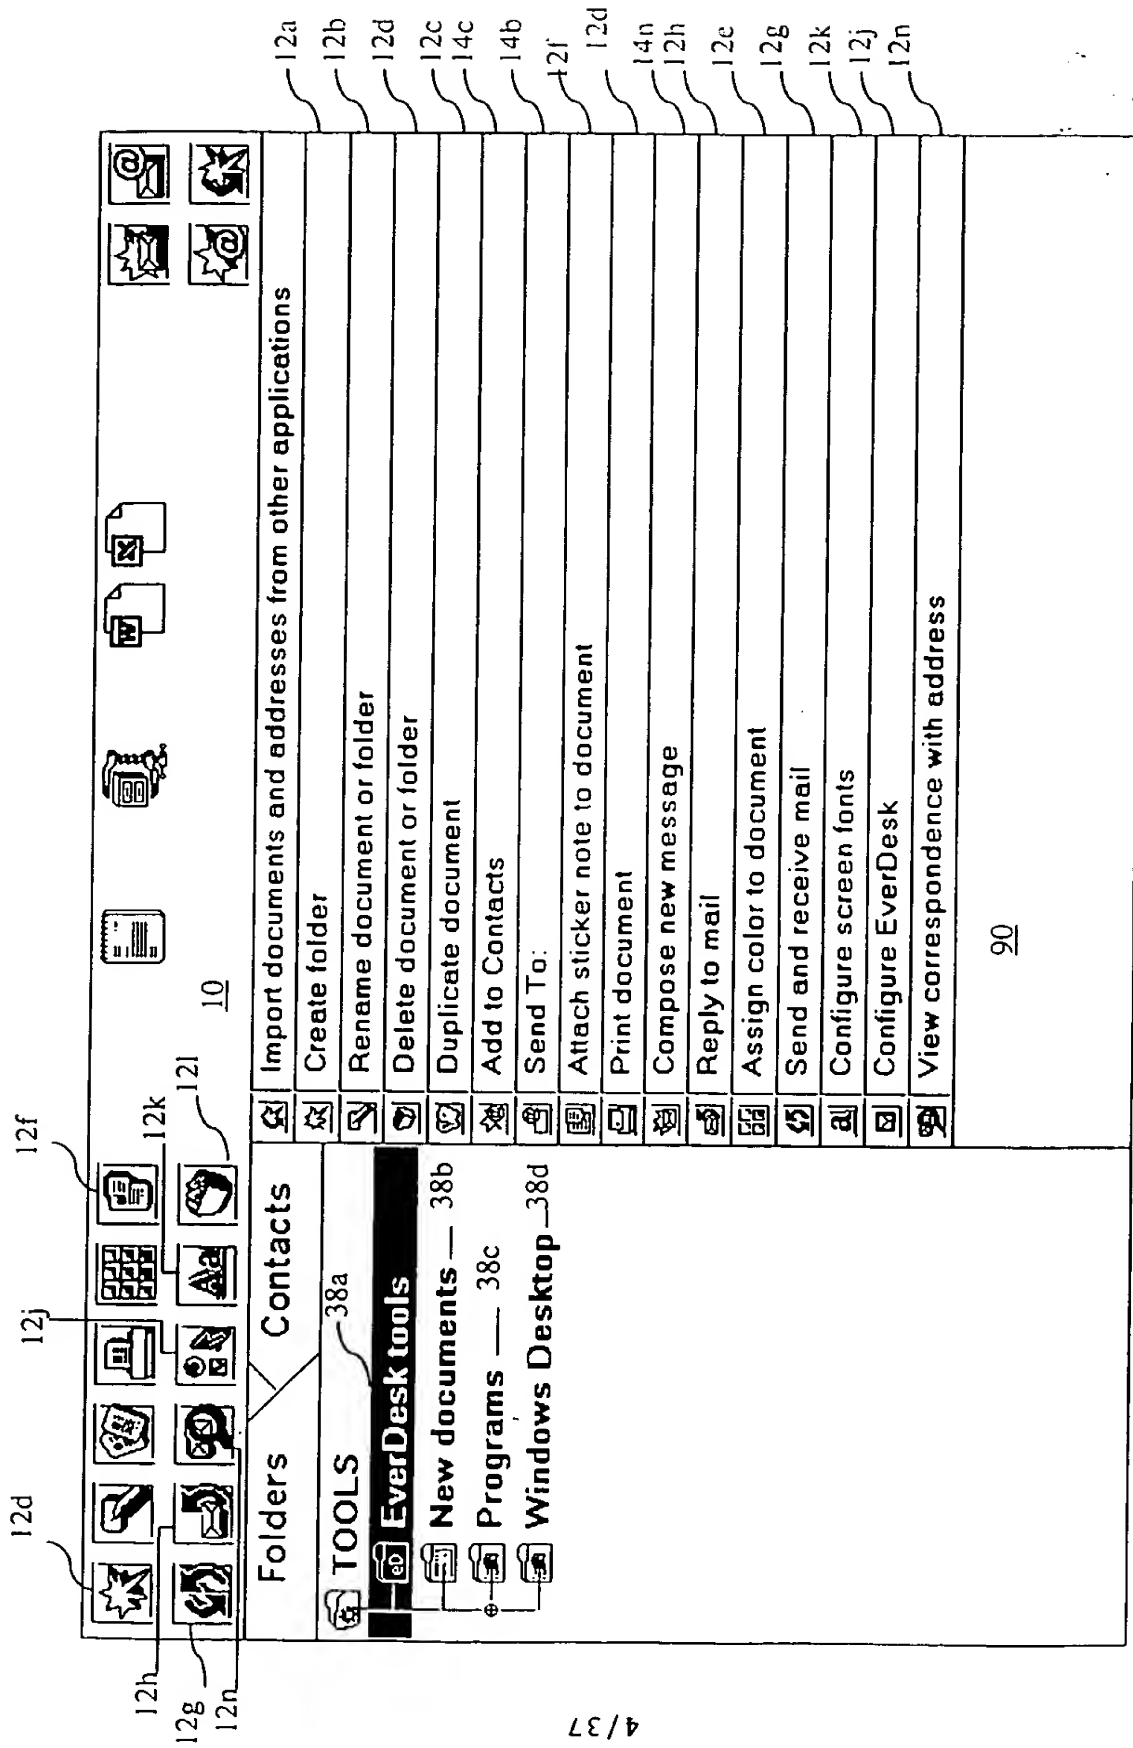 12d
12j
12f
12h
12k
12g
12n
12l
10
@
@
W
X
Folders
Contacts
TOOLS
38a
EverDesk tools
eD
New documents — 38b
Programs — 38c
Windows Desktop — 38d
Import documents and addresses from other applications
12a
Create folder
12b
Rename document or folder
12d
Delete document or folder
12c
Duplicate document
14c
Add to Contacts
14b
Send To:
12f
Attach sticker note to document
12d
Print document
14n
Compose new message
12h
Reply to mail
12e
Assign color to document
12g
Send and receive mail
12k
a
Configure screen fonts
12j
Configure EverDesk
12n
View correspondence with address
Aa
90
4/37